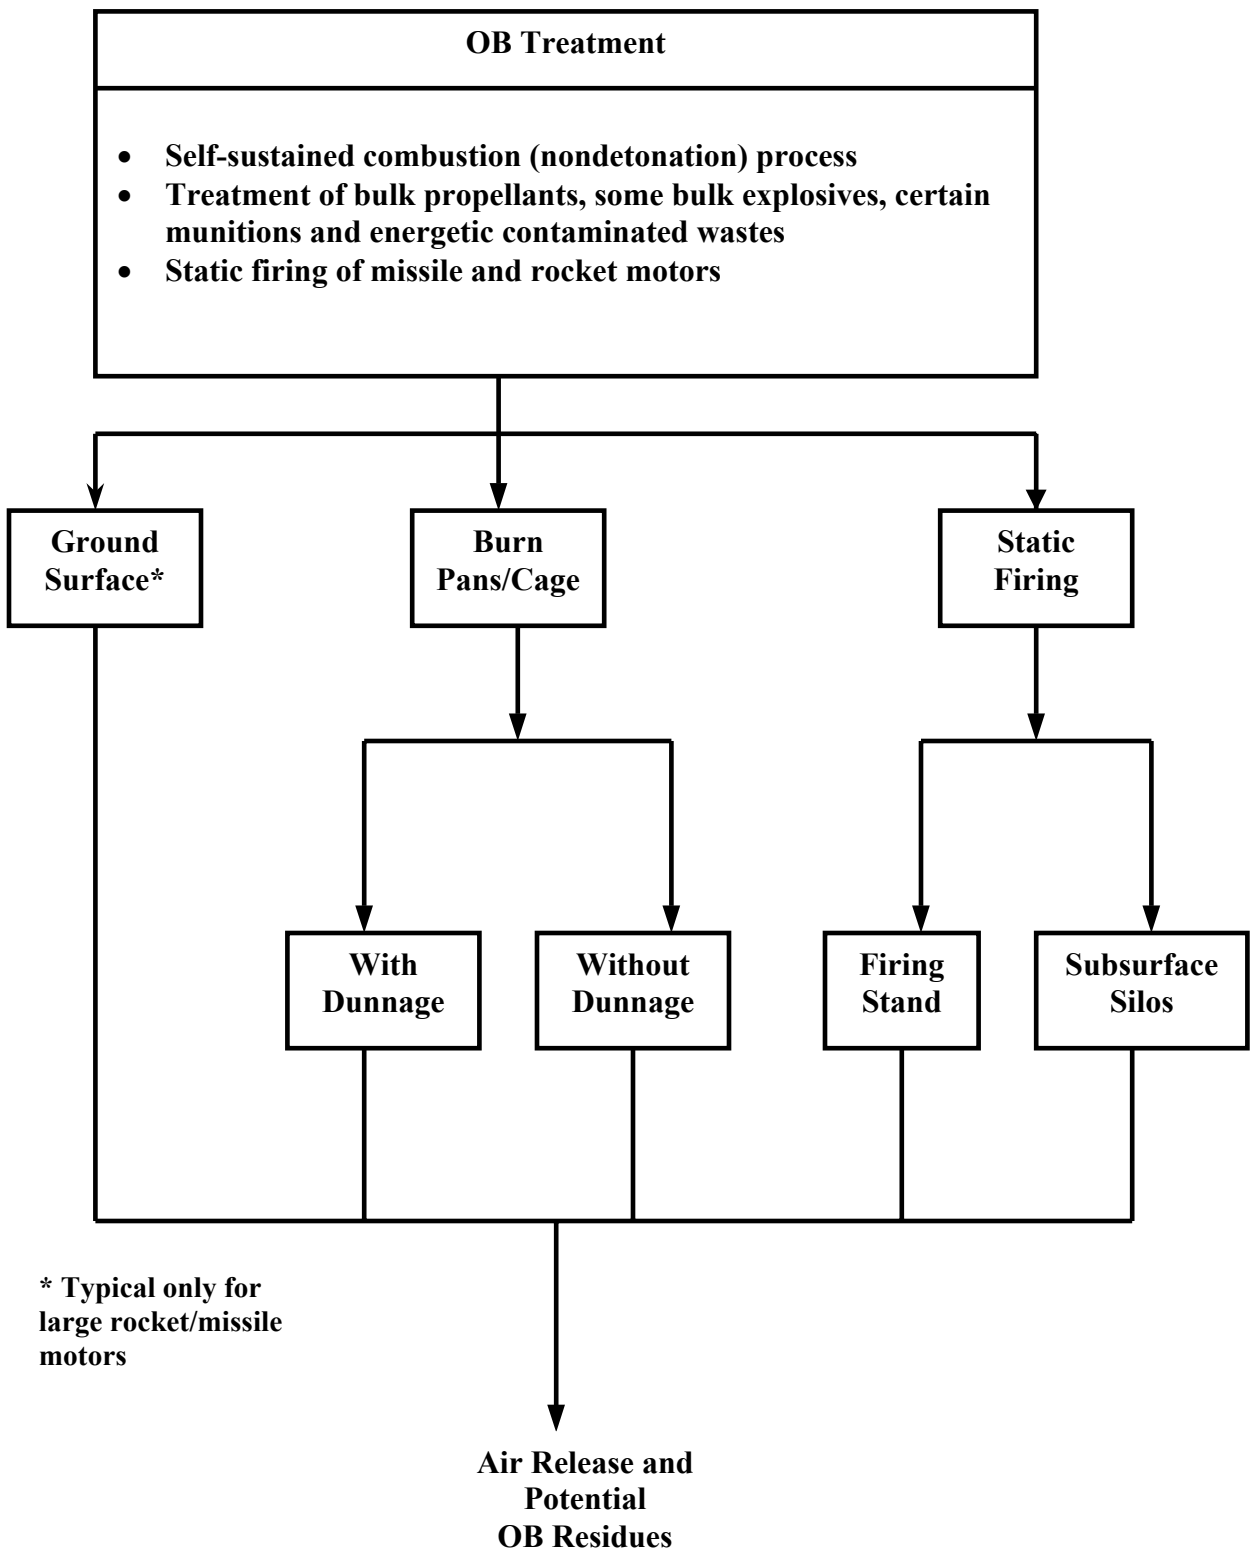 OB Treatment
• Self-sustained combustion (nondetonation) process
• Treatment of bulk propellants, some bulk explosives, certain
munitions and energetic contaminated wastes
• Static firing of missile and rocket motors
Ground
Surface*
Burn
Pans/Cage
Static
Firing
With
Dunnage
Without
Dunnage
Firing
Stand
Subsurface
Silos
* Typical only for
large rocket/missile
motors
Air Release and
Potential
OB Residues